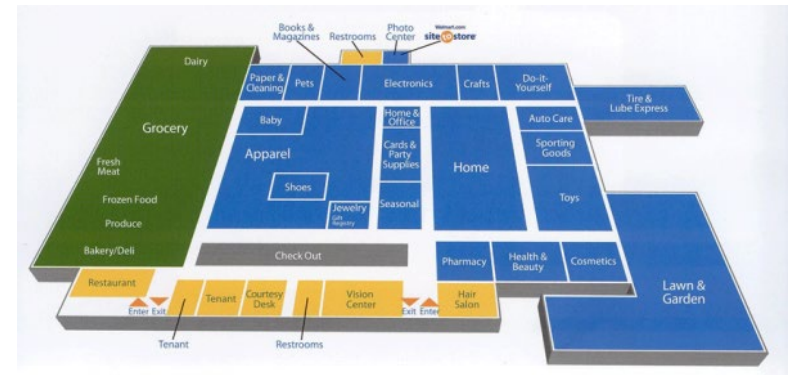 Books &
Magazines
Restrooms
Photo
Center
Walmart.com
site to store
Dairy
Paper &
Cleaning
Pets
Electronics
Crafts
Do-it-
Yourself
Tire &
Lube Express
Grocery
Baby
Home &
Office
Auto Care
Apparel
Cards &
Party
Supplies
Home
Sporting
Goods
Fresh
Meat
Shoes
Frozen Food
Jewelry
Gift
Registry
Seasonal
Toys
Produce
Bakery/Deli
Check Out
Pharmacy
Health &
Beauty
Cosmetics
Lawn &
Garden
Restaurant
Enter Exit
Tenant
Courtesy
Desk
Vision
Center
Exit Enter
Hair
Salon
Tenant
Restrooms